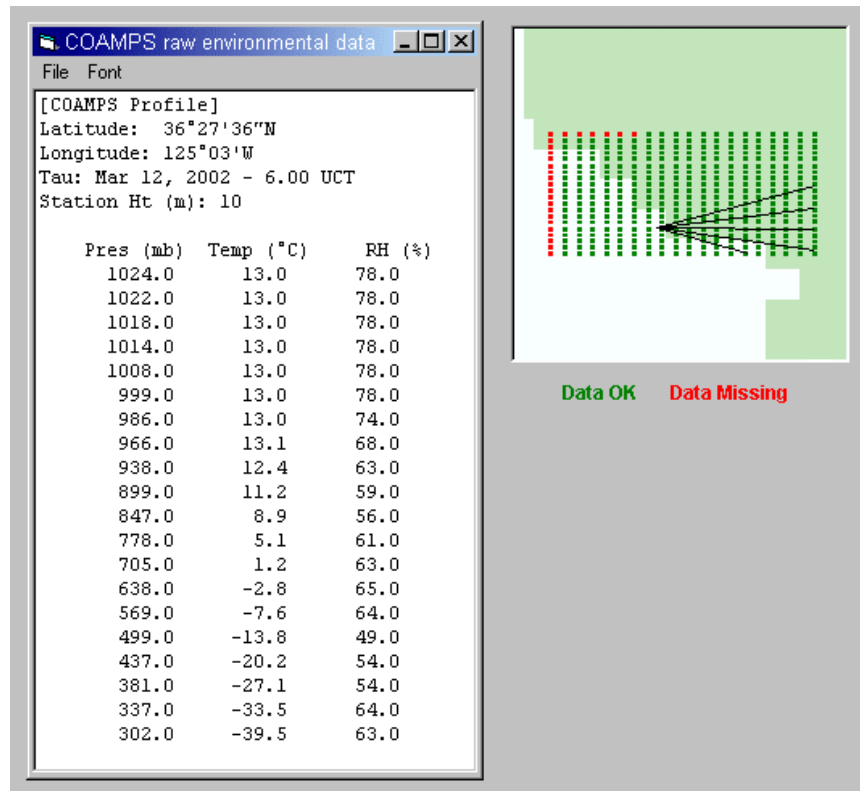 COAMPS raw environmental data
File Font
[COAMPS Profile]
Latitude: 36°27'36"N
Longitude: 125°03'W
Tau: Mar 12, 2002 - 6.00 UCT
Station Ht (m): 10
Pres (mb) Temp (°C) RH (%)
1024.0 13.0 78.0
1022.0 13.0 78.0
1018.0 13.0 78.0
1014.0 13.0 78.0
1008.0 13.0 78.0
999.0 13.0 78.0
986.0 13.0 74.0
966.0 13.1 68.0
938.0 12.4 63.0
899.0 11.2 59.0
847.0 8.9 56.0
778.0 5.1 61.0
705.0 1.2 63.0
638.0 -2.8 65.0
569.0 -7.6 64.0
499.0 -13.8 49.0
437.0 -20.2 54.0
381.0 -27.1 54.0
337.0 -33.5 64.0
302.0 -39.5 63.0
Data OK Data Missing